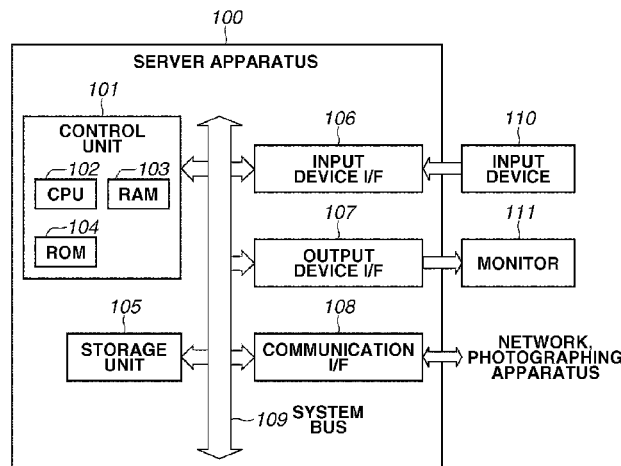 100
SERVER APPARATUS
101
CONTROL
UNIT
102
CPU
103
RAM
104
ROM
106
INPUT
DEVICE I/F
110
INPUT
DEVICE
107
OUTPUT
DEVICE I/F
111
MONITOR
105
STORAGE
UNIT
108
COMMUNICATION
I/F
NETWORK,
PHOTOGRAPHING
APPARATUS
109
SYSTEM
BUS